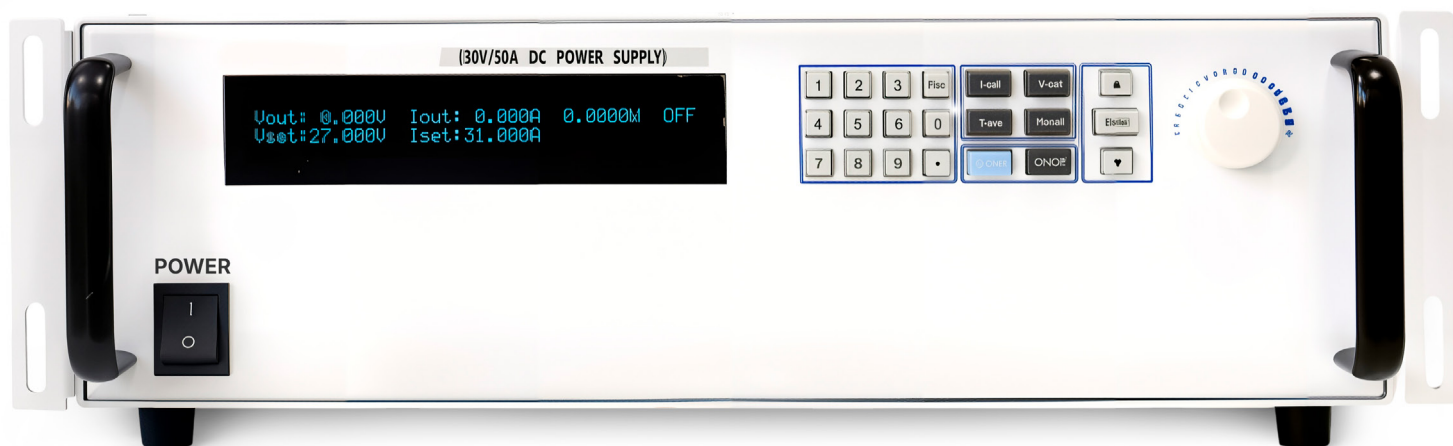 (30V/50A DC POWER SUPPLY)
Vout: 0.000V Iout: 0.000A 0.0000W OFF
Vset:27.000V Iset:31.000A
1 2 3 Fisc
4 5 6 0
7 8 9 .
I-call V-cat
T-ave Monall
POWER